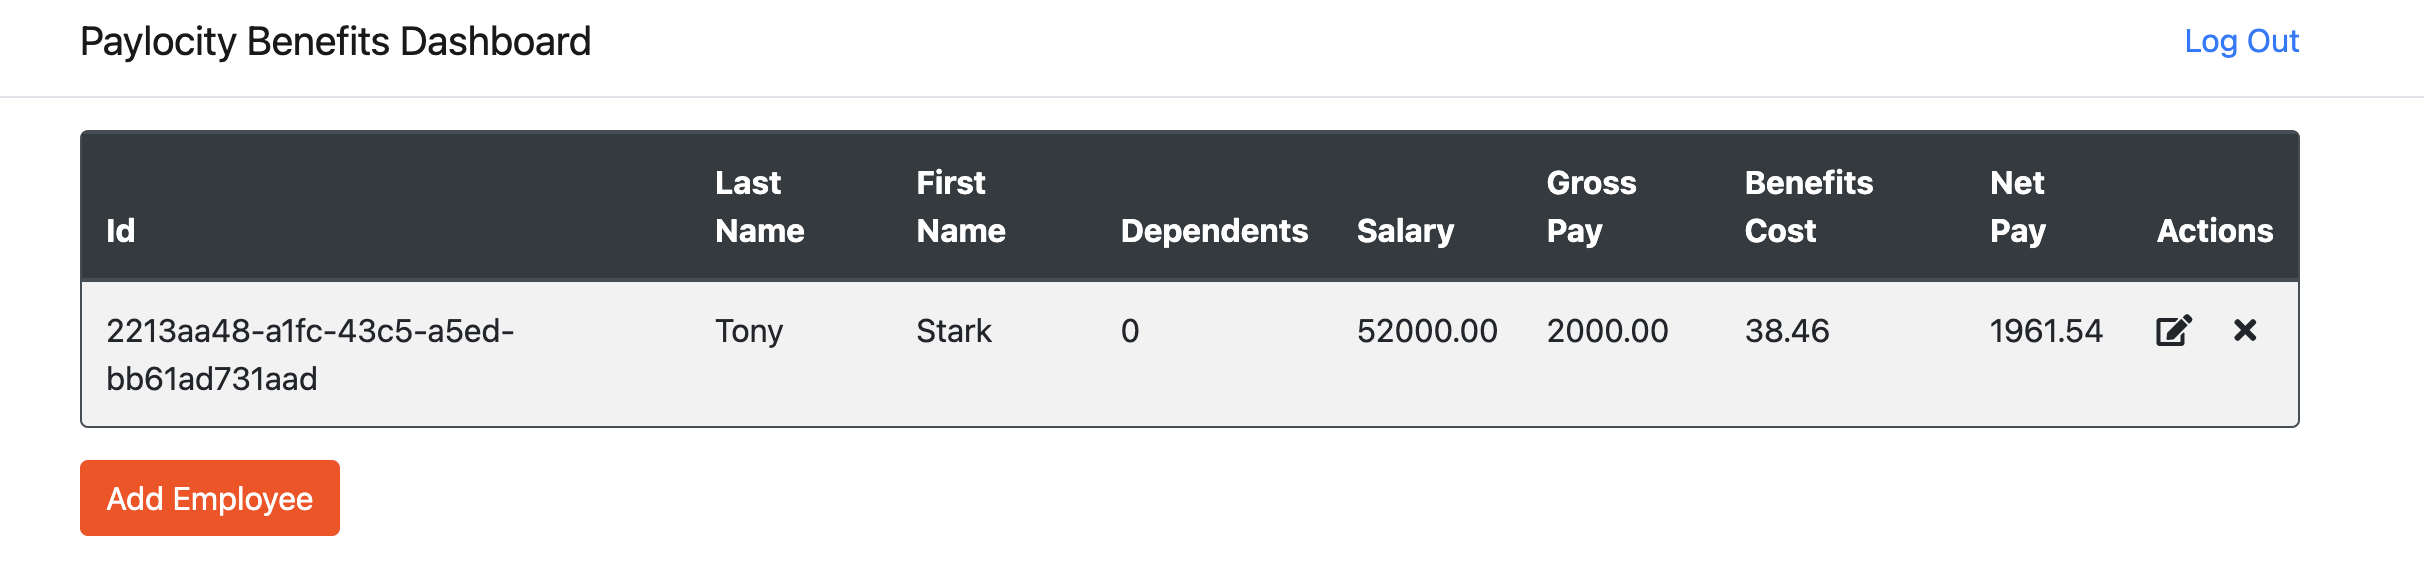 Paylocity Benefits Dashboard
Log Out
Id Last Name First Name Dependents Salary Gross Pay Benefits Cost Net Pay Actions
2213aa48-a1fc-43c5-a5ed- Tony Stark 0 52000.00 2000.00 38.46 1961.54
bb61ad731aad
Add Employee